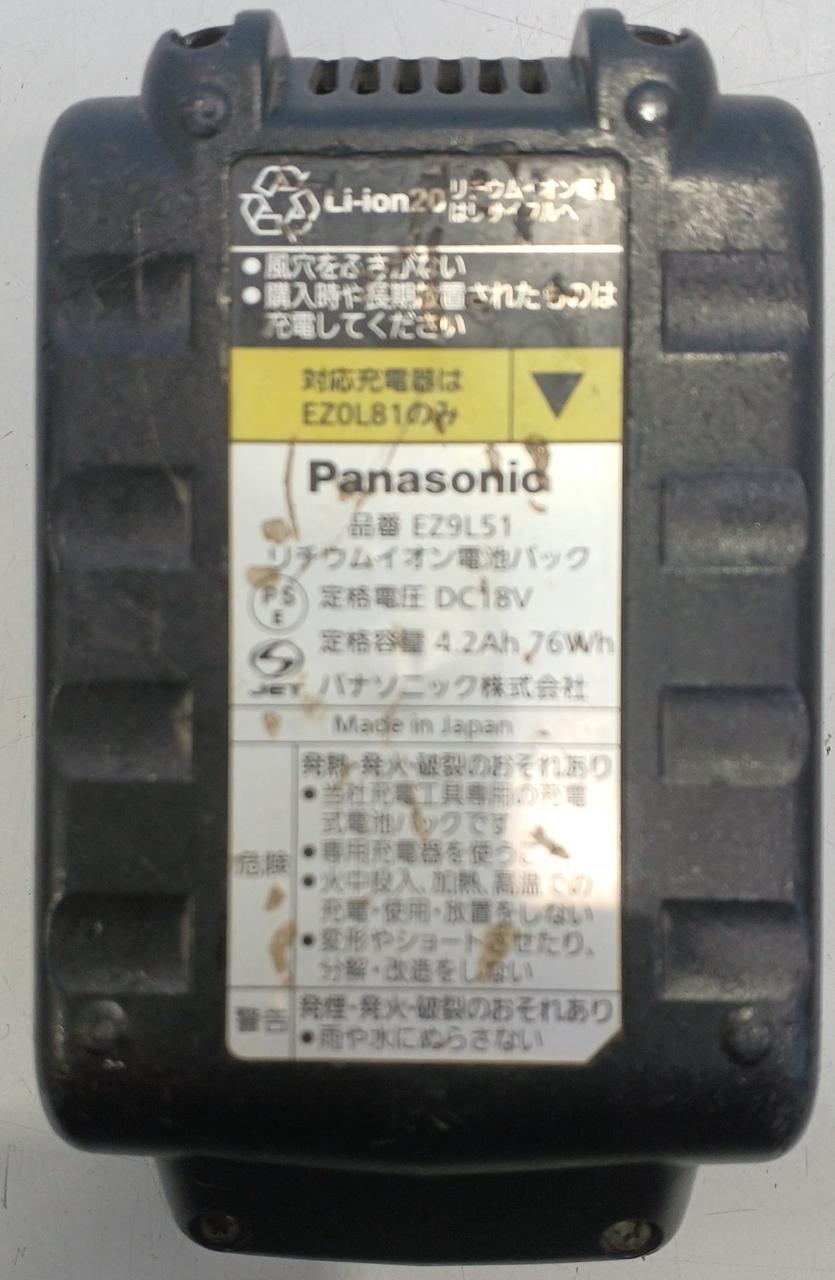 Li-ion20 リチウムイオン電池
はリサイクルへ
●風穴をふさがない
●購入時や長期放置されたものは
充電してください
対応充電器は
EZ0L81のみ
▼
Panasonic
品番 EZ9L51
リチウムイオン電池パック
PS
E
定格電圧 DC18V
定格容量 4.2Ah 76Wh
JET パナソニック株式会社
Made in Japan
危険
発熱・発火・破裂のおそれあり
●当社充電工具専用の充電
式電池パックです
●専用充電器を使うこと
●火中投入、加熱、高温での
充電・使用・放置をしない
●変形やショートさせたり、
分解・改造をしない
警告
発煙・発火・破裂のおそれあり
●雨や水にぬらさない